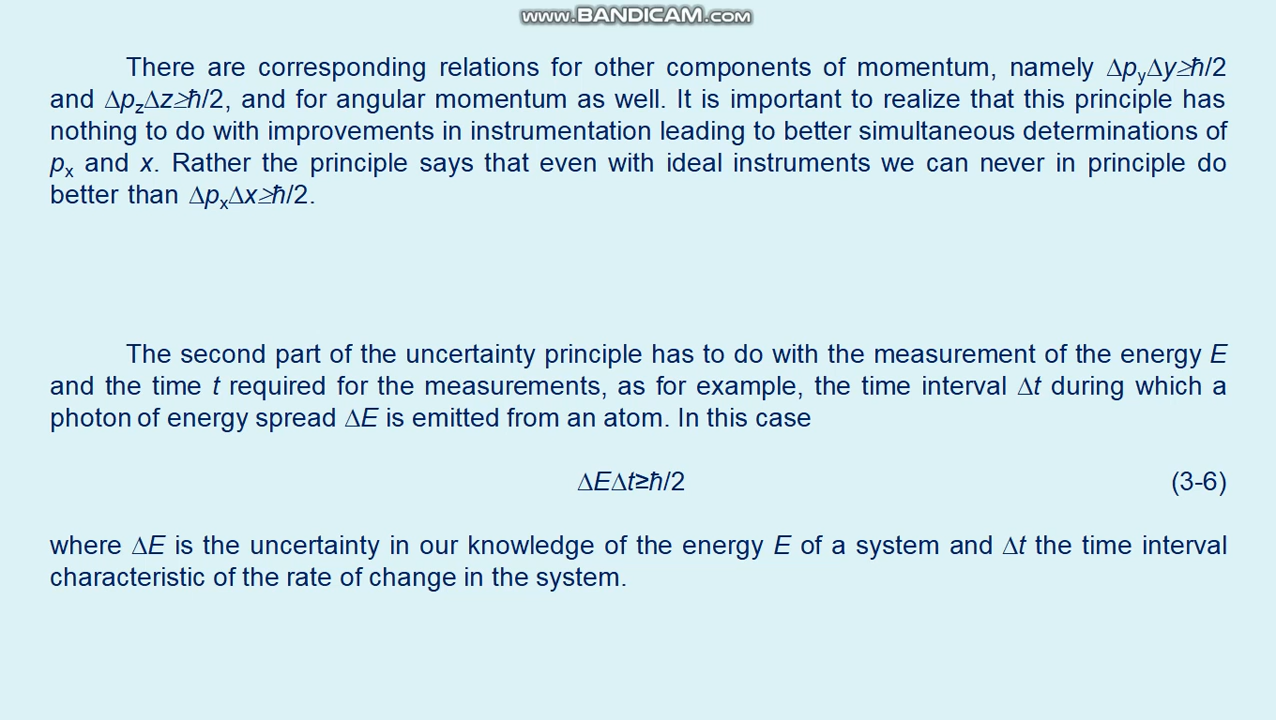 www.BANDICAM.com
There are corresponding relations for other components of momentum, namely ΔpyΔy≥ℏ/2
and ΔpzΔz≥ℏ/2, and for angular momentum as well. It is important to realize that this principle has
nothing to do with improvements in instrumentation leading to better simultaneous determinations of
px and x. Rather the principle says that even with ideal instruments we can never in principle do
better than ΔpxΔx≥ℏ/2.
The second part of the uncertainty principle has to do with the measurement of the energy E
and the time t required for the measurements, as for example, the time interval Δt during which a
photon of energy spread ΔE is emitted from an atom. In this case
ΔEΔt≥ℏ/2 (3-6)
where ΔE is the uncertainty in our knowledge of the energy E of a system and Δt the time interval
characteristic of the rate of change in the system.